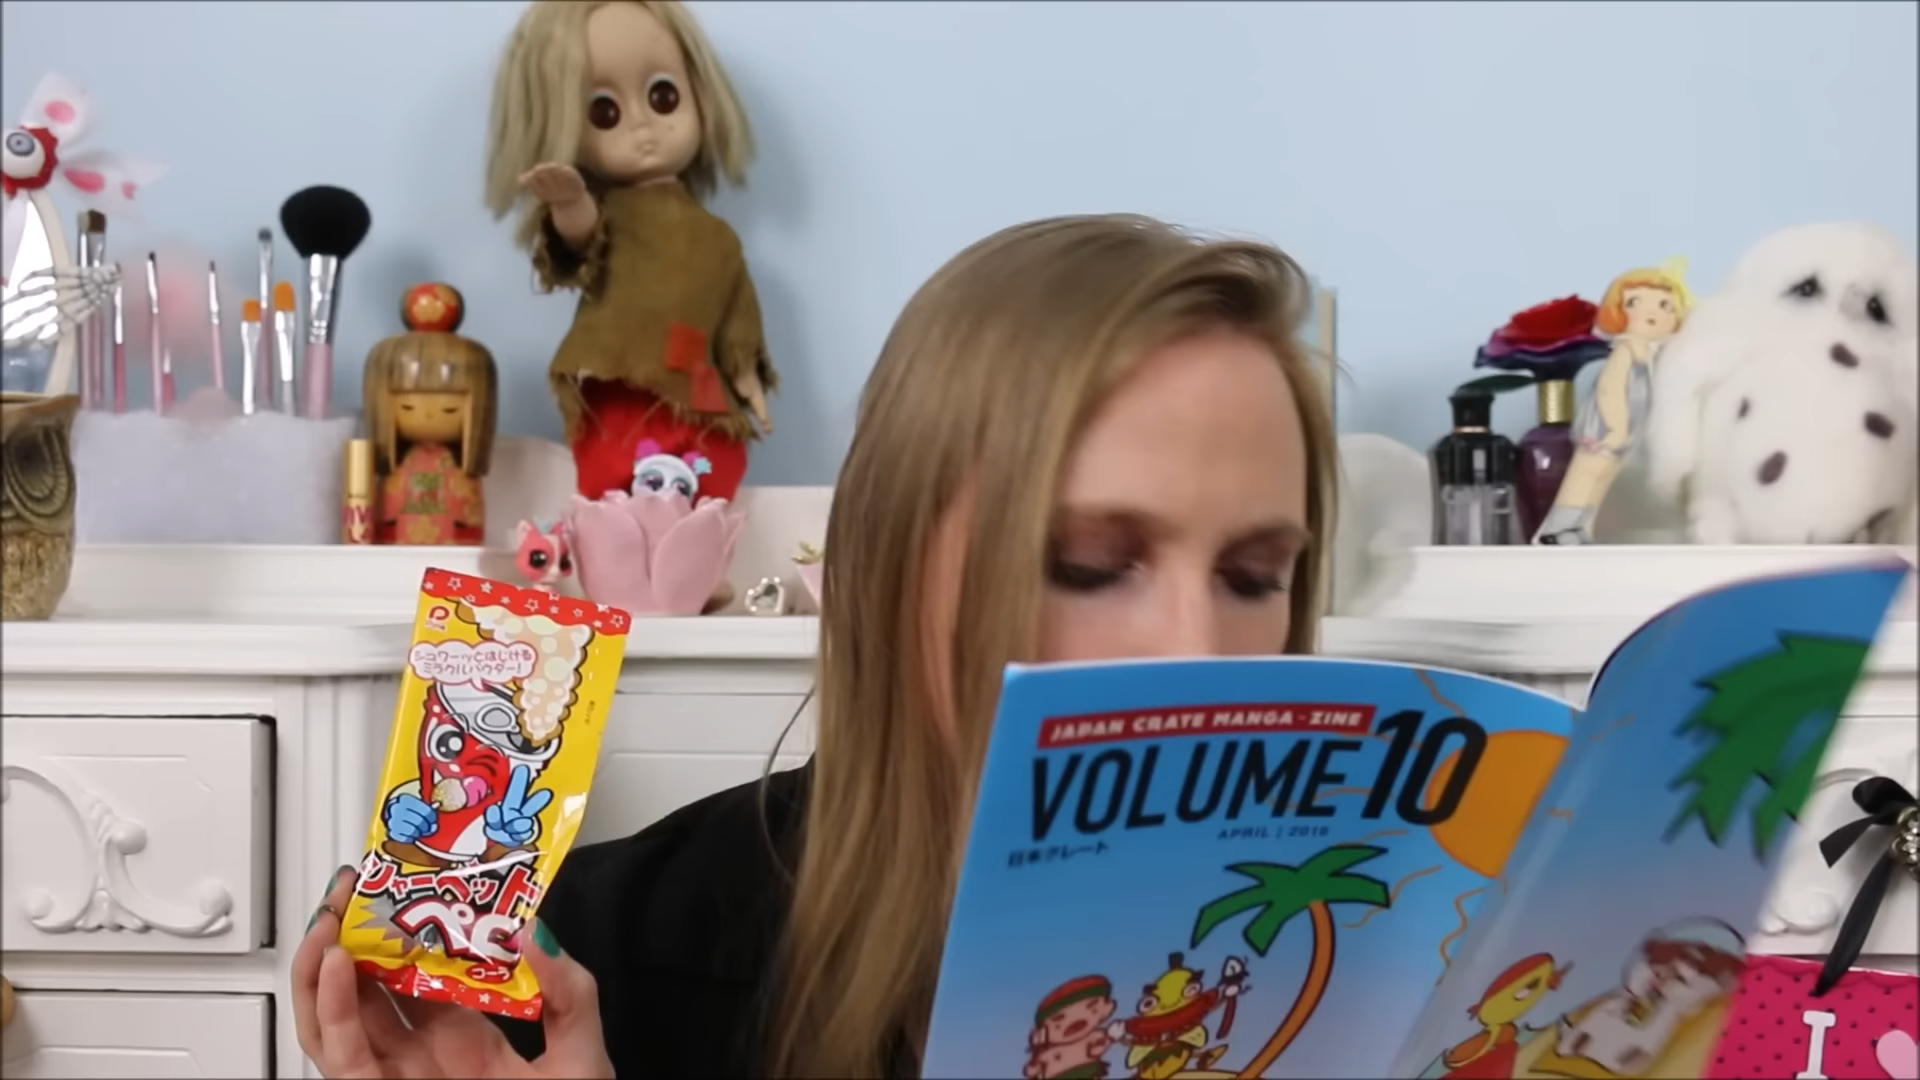 シュワーッとはじける
ミラクルパウダー!
シャーベット
ペロ
コーラ
JAPAN CRATE MANGA-ZINE
VOLUME 10
APRIL | 2016
日本クレート
I